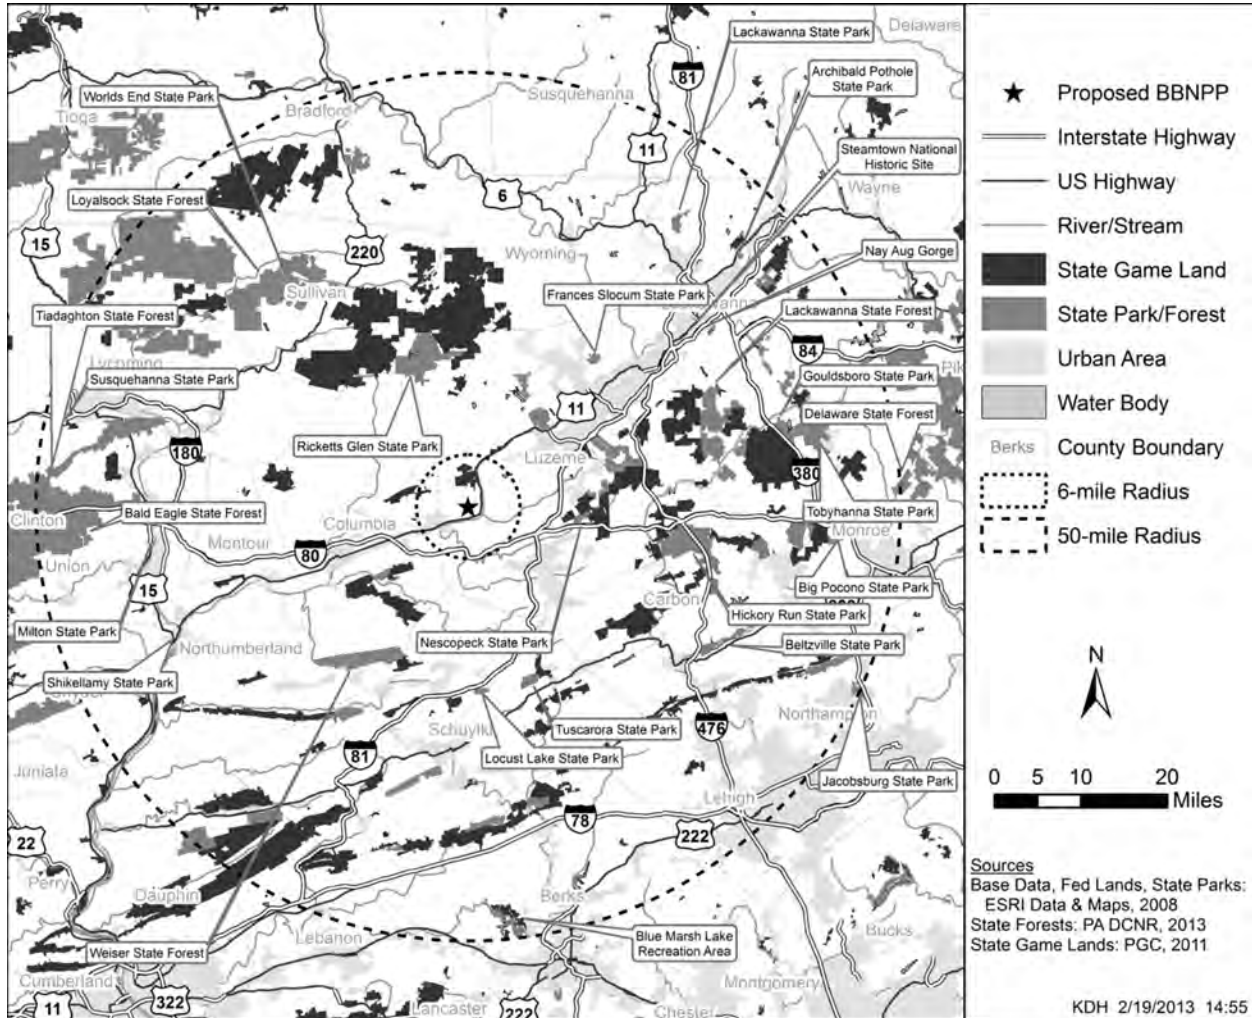 Lackawanna State Park
Delaware
81
Archibald Pothole
State Park
Worlds End State Park
Tioga
Bradford
Susquehanna
11
Steamtown National
Historic Site
Wayne
Loyalsock State Forest
6
15
220
Wyoming
Nay Aug Gorge
Sullivan
Frances Slocum State Park
Tiadaghton State Forest
Lackawanna State Forest
84
Lycoming
Susquehanna State Park
Gouldsboro State Park
11
Delaware State Forest
180
Ricketts Glen State Park
Luzerne
380
Clinton
Bald Eagle State Forest
Columbia
Tobyhanna State Park
Monroe
Montour
80
Union
15
Big Pocono State Park
Carbon
Hickory Run State Park
Milton State Park
Northumberland
Nescopeck State Park
Beltzville State Park
Shikellamy State Park
Northampton
Tuscarora State Park
476
81
Locust Lake State Park
Juniata
Jacobsburg State Park
Lehigh
78
222
22
Perry
Dauphin
Berks
Lebanon
Blue Marsh Lake
Recreation Area
Bucks
Weiser State Forest
Cumberland
Montgomery
11
322
Lancaster
222
Chester
Proposed BBNPP
Interstate Highway
US Highway
River/Stream
State Game Land
State Park/Forest
Urban Area
Water Body
Berks County Boundary
6-mile Radius
50-mile Radius
N
0 5 10 20
Miles
Sources
Base Data, Fed Lands, State Parks:
ESRI Data & Maps, 2008
State Forests: PA DCNR, 2013
State Game Lands: PGC, 2011
KDH 2/19/2013 14:55